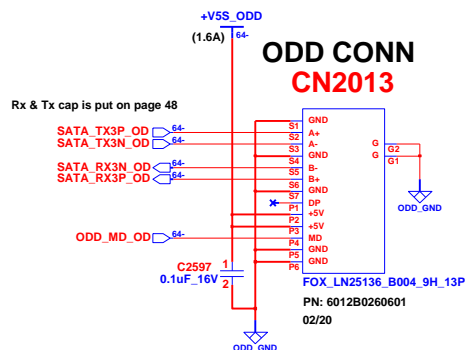 +V5S_ODD
(1.6A) 64-
ODD CONN
CN2013
Rx & Tx cap is put on page 48
SATA_TX3P_OD 64-
SATA_TX3N_OD 64-
SATA_RX3N_OD 64-
SATA_RX3P_OD 64-
ODD_MD_OD 64-
S1 GND
S2 A+
S3 A-
S4 GND
S5 B-
S6 B+
S7 GND
P1 DP
P2 +5V
P3 +5V
P4 MD
P5 GND
P6 GND
G G2
G G1
ODD_GND
C2597 1
0.1uF_16V
2
FOX_LN25136_B004_9H_13P
PN: 6012B0260601
02/20
ODD_GND